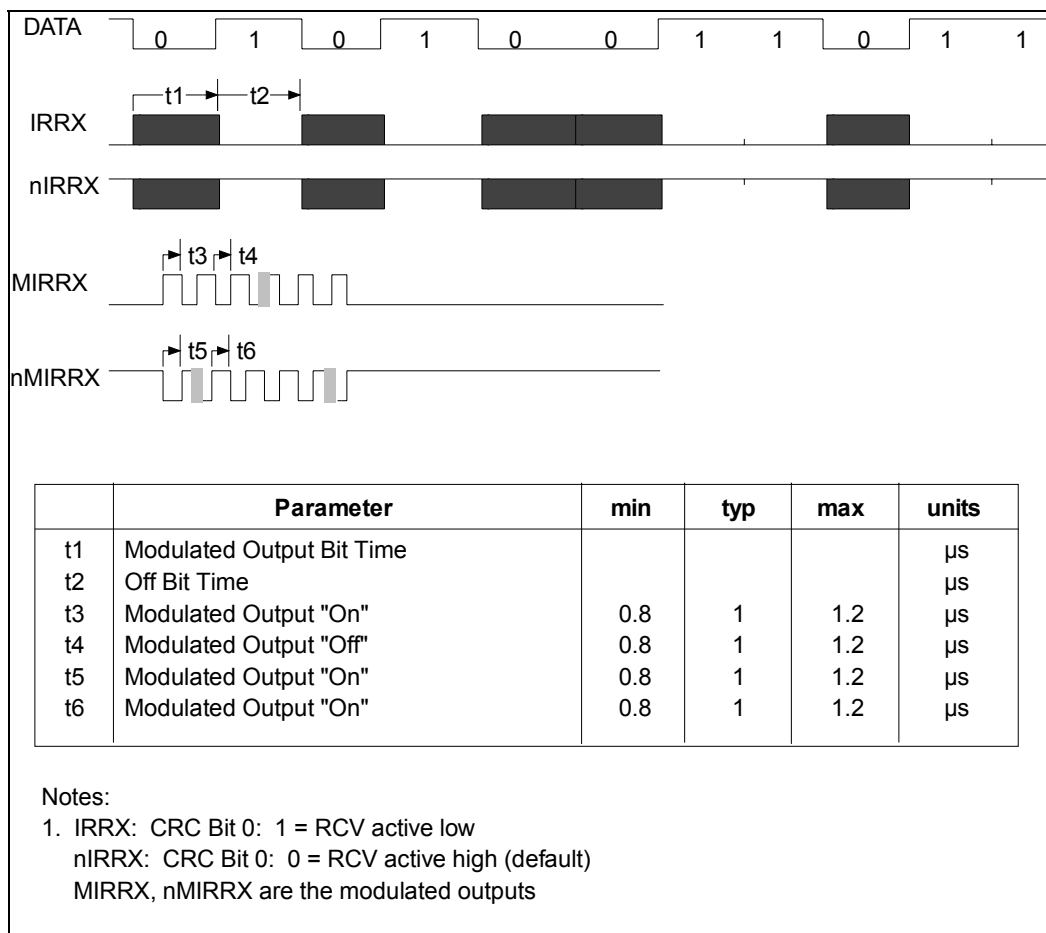 DATA 0 1 0 1 0 0 1 1 0 1 1
t1 t2
IRRX
nIRRX
t3 t4
MIRRX
t5 t6
nMIRRX
Parameter min typ max units
t1 Modulated Output Bit Time µs
t2 Off Bit Time µs
t3 Modulated Output "On" 0.8 1 1.2 µs
t4 Modulated Output "Off" 0.8 1 1.2 µs
t5 Modulated Output "On" 0.8 1 1.2 µs
t6 Modulated Output "On" 0.8 1 1.2 µs
Notes:
1. IRRX: CRC Bit 0: 1 = RCV active low
nIRRX: CRC Bit 0: 0 = RCV active high (default)
MIRRX, nMIRRX are the modulated outputs